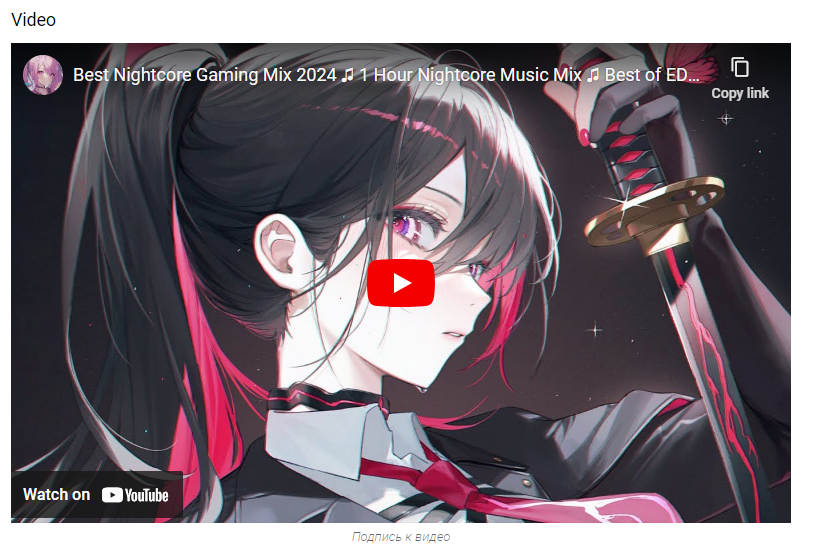 Video
Best Nightcore Gaming Mix 2024 ♫ 1 Hour Nightcore Music Mix ♫ Best of ED...
Copy link
Watch on YouTube
Подпись к видео